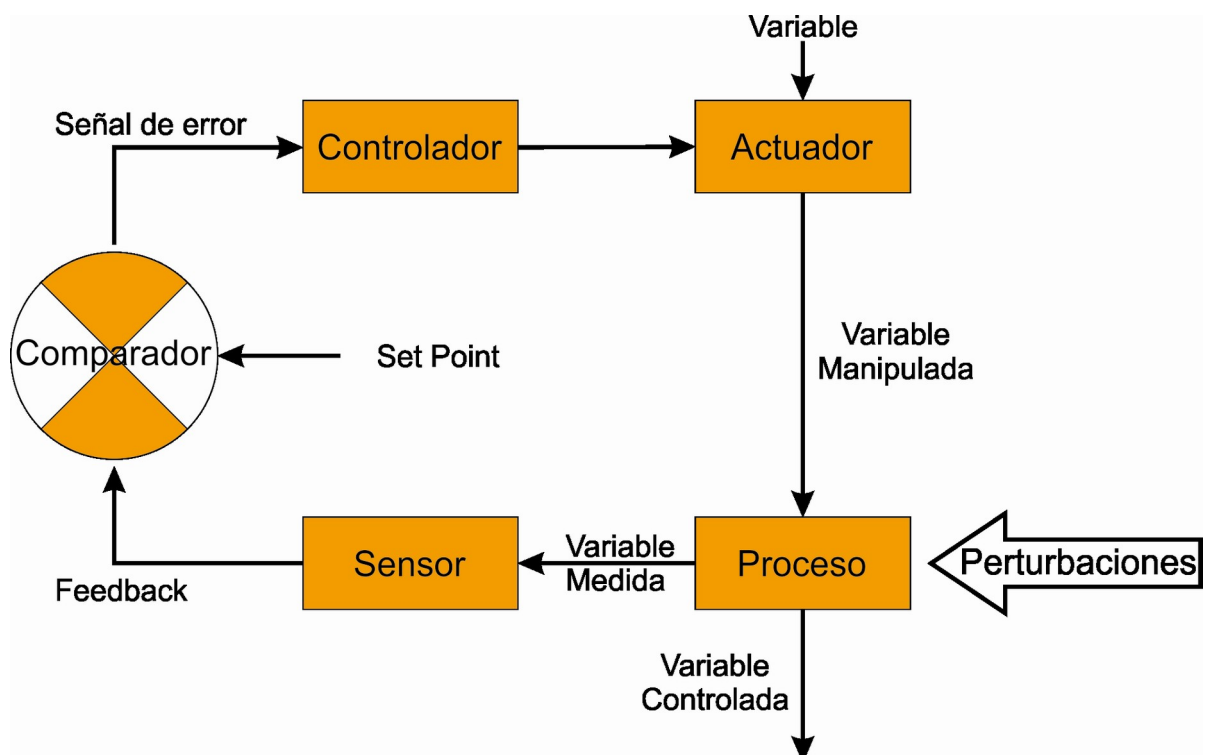 Variable
Señal de error
Controlador
Actuador
Comparador
Set Point
Variable
Manipulada
Sensor
Variable
Medida
Proceso
Perturbaciones
Feedback
Variable
Controlada